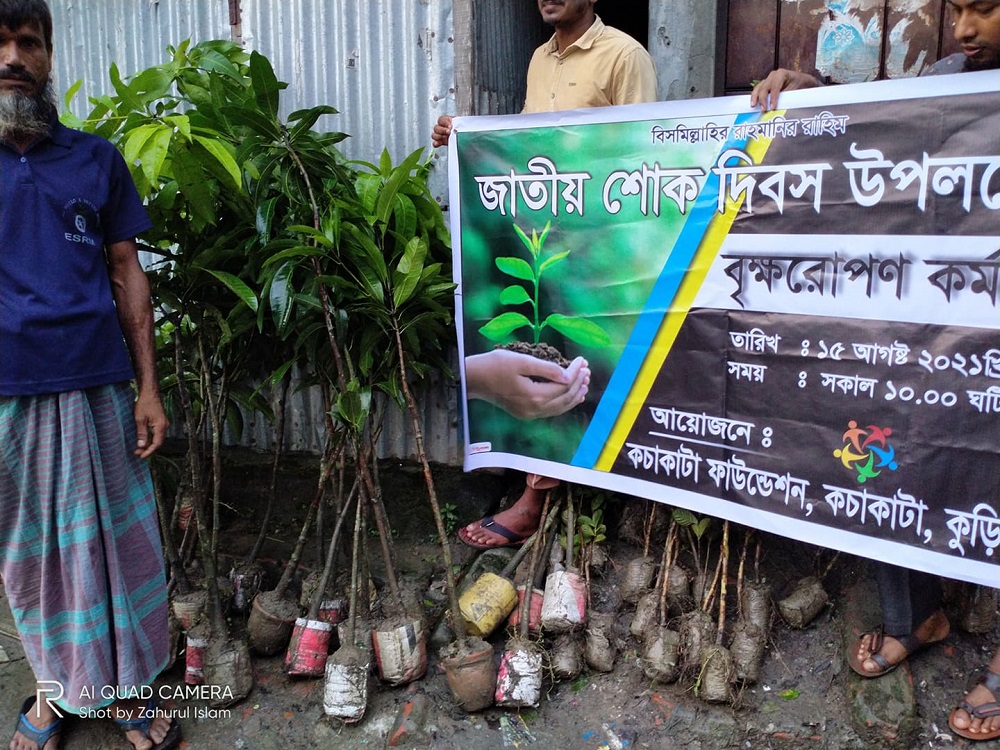 বিসমিল্লাহির রাহমানির রাহিম
জাতীয় শোক দিবস উপলক্ষে
বৃক্ষরোপণ কর্ম
তারিখ : ১৫ আগষ্ট ২০২১খ্রি
সময় : সকাল ১০.০০ ঘটি
আয়োজনে :
কচাকাটা ফাউন্ডেশন, কচাকাটা, কুড়ি
AI QUAD CAMERA
Shot by Zahurul Islam